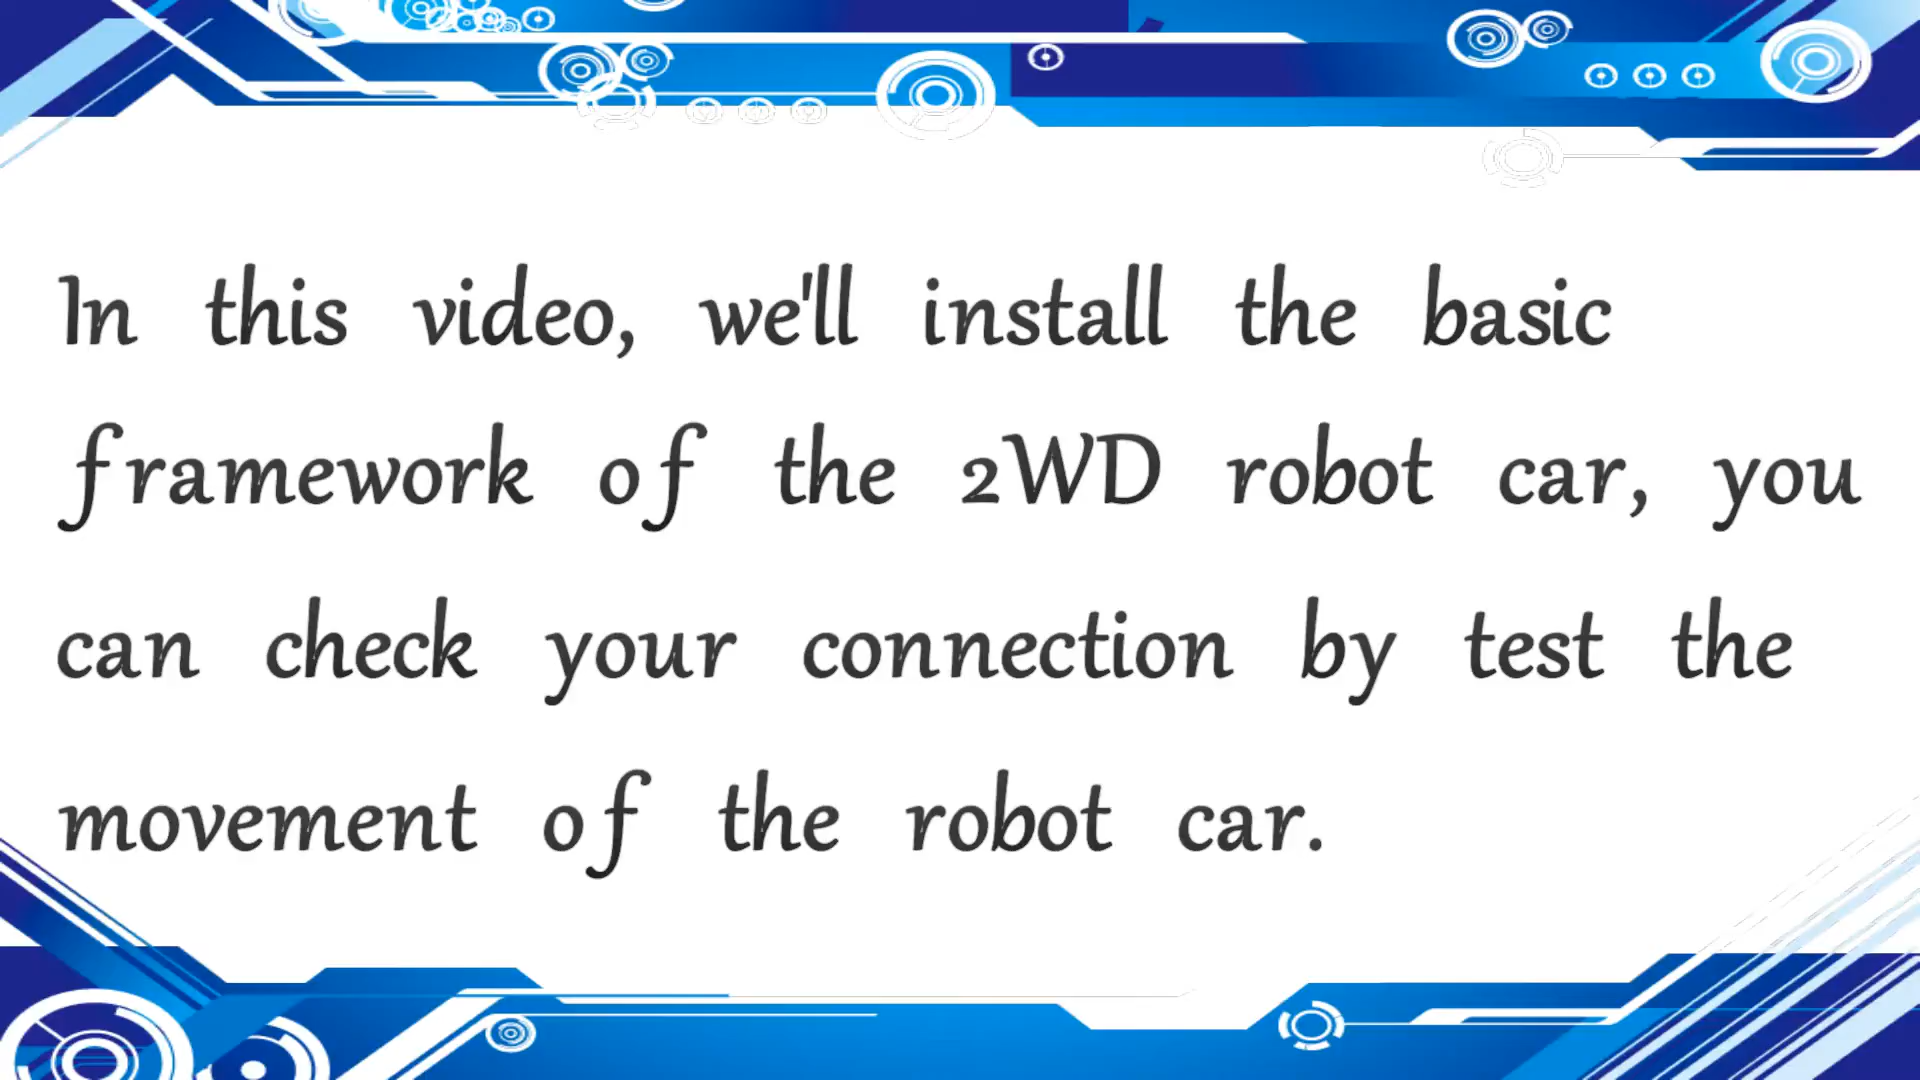 In this video, we'll install the basic
framework of the 2WD robot car, you
can check your connection by test the
movement of the robot car.